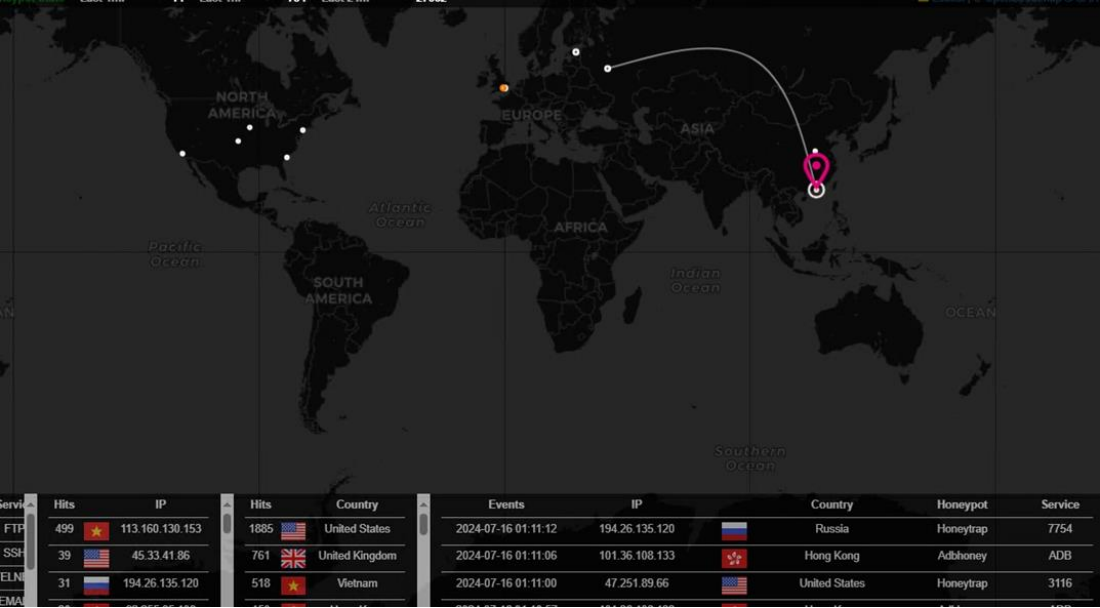 NORTH
AMERICA
EUROPE
ASIA
Atlantic
Ocean
AFRICA
Pacific
Ocean
SOUTH
AMERICA
Indian
Ocean
OCEAN
Southern
Ocean
Hits IP
499 113.160.130.153
39 45.33.41.86
31 194.26.135.120
Hits Country
1885 United States
761 United Kingdom
518 Vietnam
Events IP Country Honeypot Service
2024-07-16 01:11:12 194.26.135.120 Russia Honeytrap 7754
2024-07-16 01:11:06 101.36.108.133 Hong Kong Adbhoney ADB
2024-07-16 01:11:00 47.251.89.66 United States Honeytrap 3116
FTP
SSH